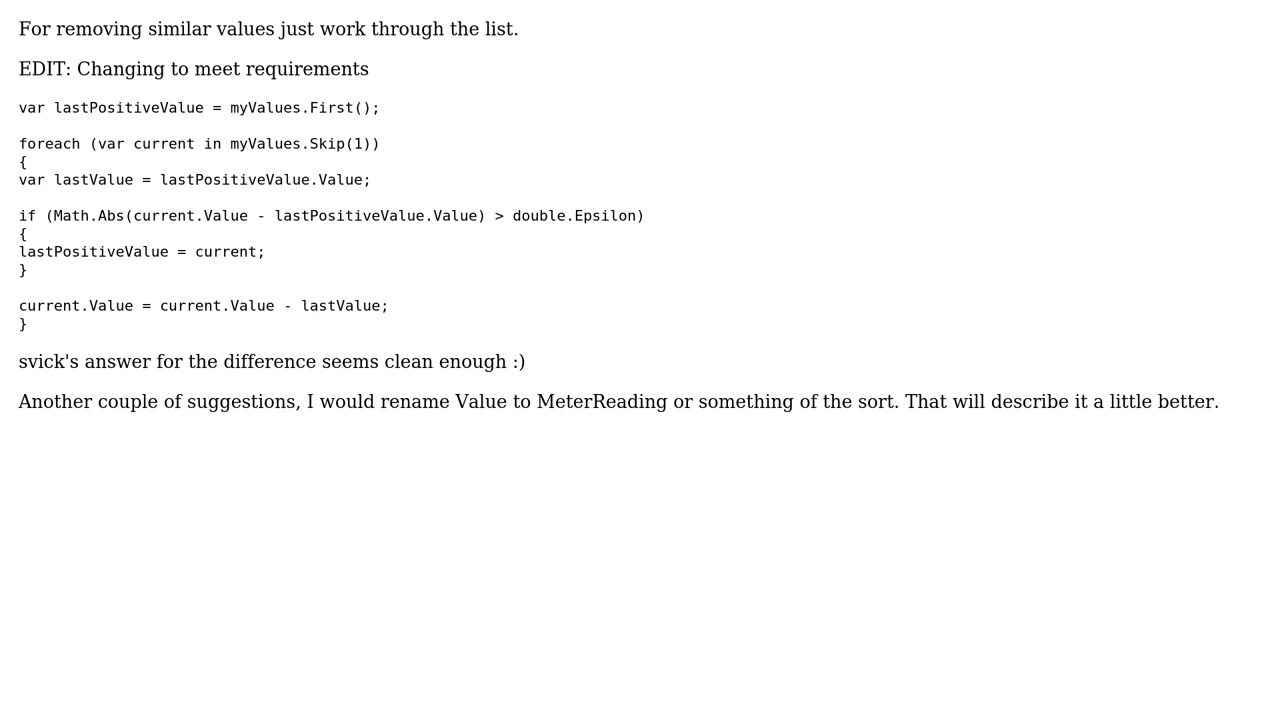 For removing similar values just work through the list.
EDIT: Changing to meet requirements
var lastPositiveValue = myValues.First();
foreach (var current in myValues.Skip(1))
{
var lastValue = lastPositiveValue.Value;
if (Math.Abs(current.Value - lastPositiveValue.Value) > double.Epsilon)
{
lastPositiveValue = current;
}
current.Value = current.Value - lastValue;
}
svick's answer for the difference seems clean enough :)
Another couple of suggestions, I would rename Value to MeterReading or something of the sort. That will describe it a little better.